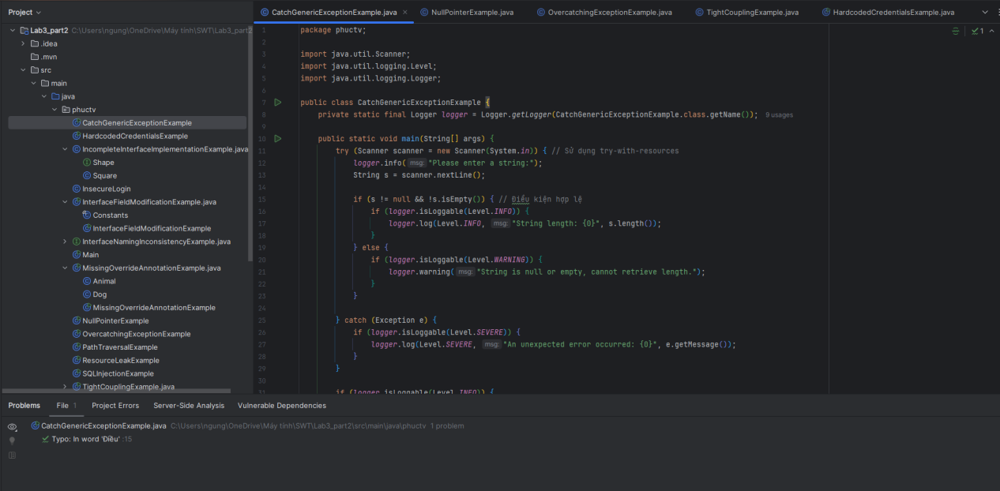 Project
CatchGenericExceptionExample.java
NullPointerExample.java
OvercatchingExceptionExample.java
TightCouplingExample.java
HardcodedCredentialsExample.java
Lab3_part2 C:\Users\ngung\OneDrive\Máy tính\SWT\Lab3_part2
.idea
.mvn
src
main
java
phuctv
CatchGenericExceptionExample
HardcodedCredentialsExample
IncompleteInterfaceImplementationExample.java
Shape
Square
InsecureLogin
InterfaceFieldModificationExample.java
Constants
InterfaceFieldModificationExample
InterfaceNamingInconsistencyExample.java
Main
MissingOverrideAnnotationExample.java
Animal
Dog
MissingOverrideAnnotationExample
NullPointerExample
OvercatchingExceptionExample
PathTraversalExample
ResourceLeakExample
SQLInjectionExample
TightCouplingExample.java
1 package phuctv;
2
3 import java.util.Scanner;
4 import java.util.logging.Level;
5 import java.util.logging.Logger;
6
7 public class CatchGenericExceptionExample {
8 private static final Logger logger = Logger.getLogger(CatchGenericExceptionExample.class.getName()); 9 usages
9
10 public static void main(String[] args) {
11 try (Scanner scanner = new Scanner(System.in)) { // Sử dụng try-with-resources
12 logger.info( msg: "Please enter a string:");
13 String s = scanner.nextLine();
14
15 if (s != null && !s.isEmpty()) { // Điều kiện hợp lệ
16 if (logger.isLoggable(Level.INFO)) {
17 logger.log(Level.INFO, msg: "String length: {0}", s.length());
18 }
19 } else {
20 if (logger.isLoggable(Level.WARNING)) {
21 logger.warning( msg: "String is null or empty, cannot retrieve length.");
22 }
23 }
24
25 } catch (Exception e) {
26 if (logger.isLoggable(Level.SEVERE)) {
27 logger.log(Level.SEVERE, msg: "An unexpected error occurred: {0}", e.getMessage());
28 }
29 }
30
31 if (logger.isLoggable(Level.INFO)) {
1
Problems
File 1
Project Errors
Server-Side Analysis
Vulnerable Dependencies
CatchGenericExceptionExample.java C:\Users\ngung\OneDrive\Máy tính\SWT\Lab3_part2\src\main\java\phuctv 1 problem
Typo: In word 'Điều' :15